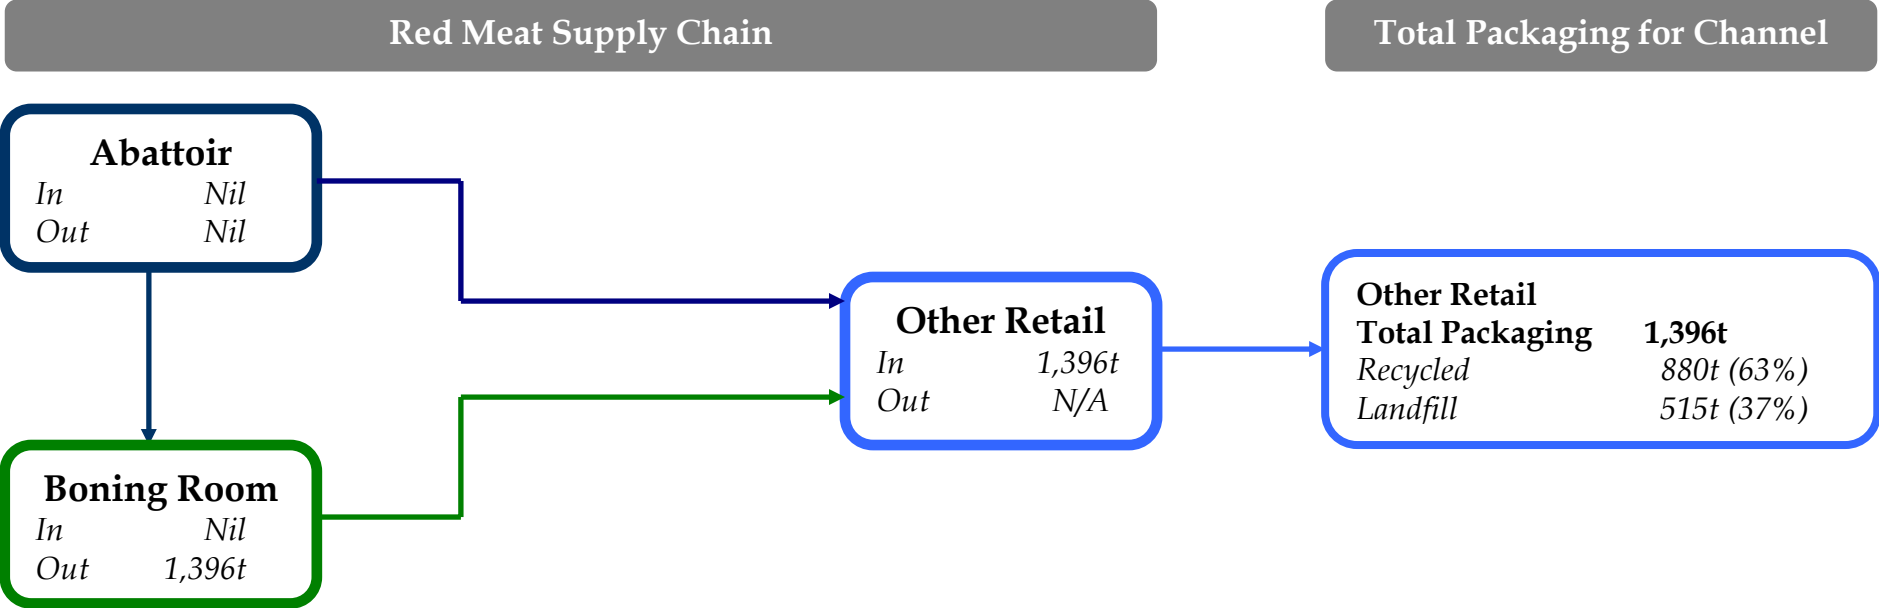 Red Meat Supply Chain
Total Packaging for Channel
Abattoir
In Nil
Out Nil
Other Retail
In 1,396t
Out N/A
Other Retail
Total Packaging 1,396t
Recycled 880t (63%)
Landfill 515t (37%)
Boning Room
In Nil
Out 1,396t